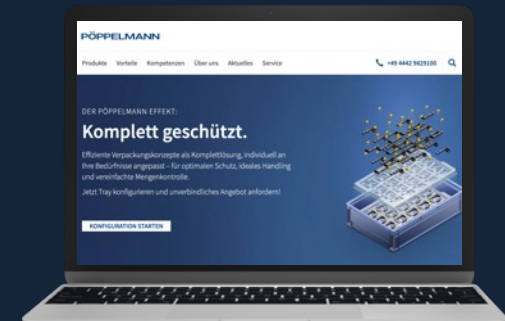 PÖPPELMANN
Produkte Vorteile Kompetenzen Über uns Aktuelles Service +49 4442 9829100
DER PÖPPELMANN EFFEKT:
Komplett geschützt.
Effiziente Verpackungskonzepte als Komplettlösung, individuell an
Ihre Bedürfnisse angepasst – für optimalen Schutz, ideales Handling
und vereinfachte Mengenkontrolle.
Jetzt Tray konfigurieren und unverbindliches Angebot anfordern!
KONFIGURATION STARTEN